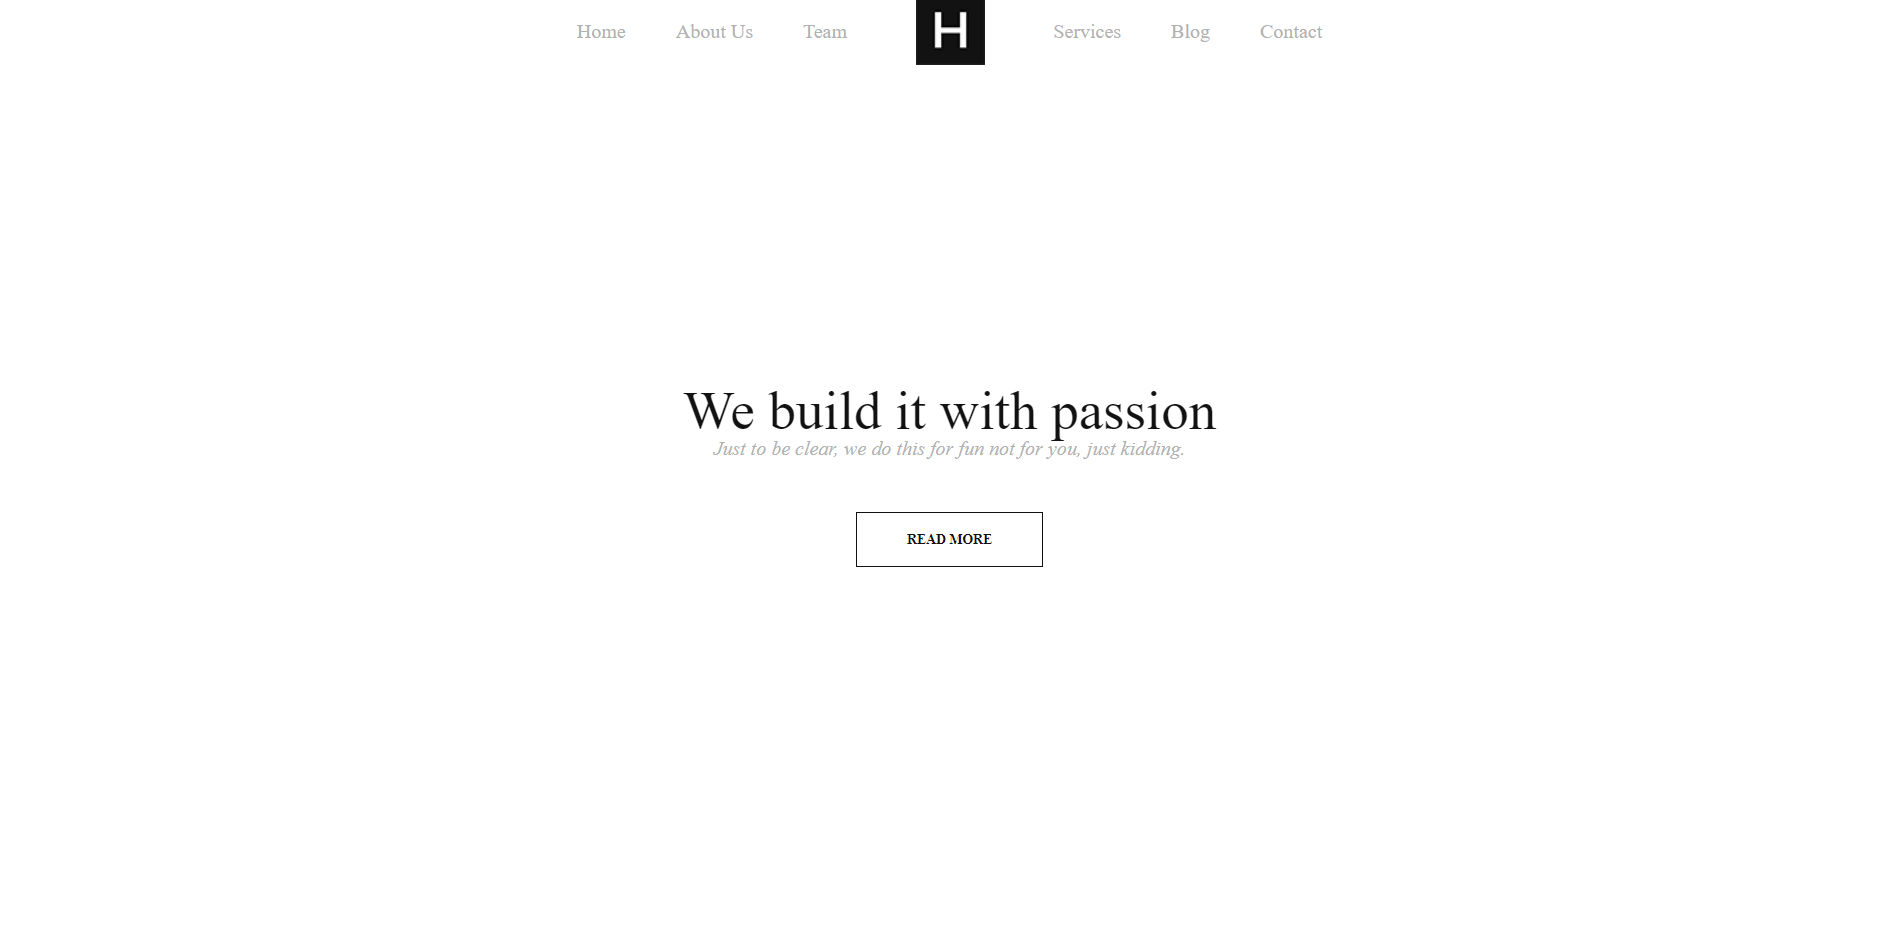 Home About Us Team H Services Blog Contact
We build it with passion
Just to be clear, we do this for fun not for you, just kidding.
READ MORE